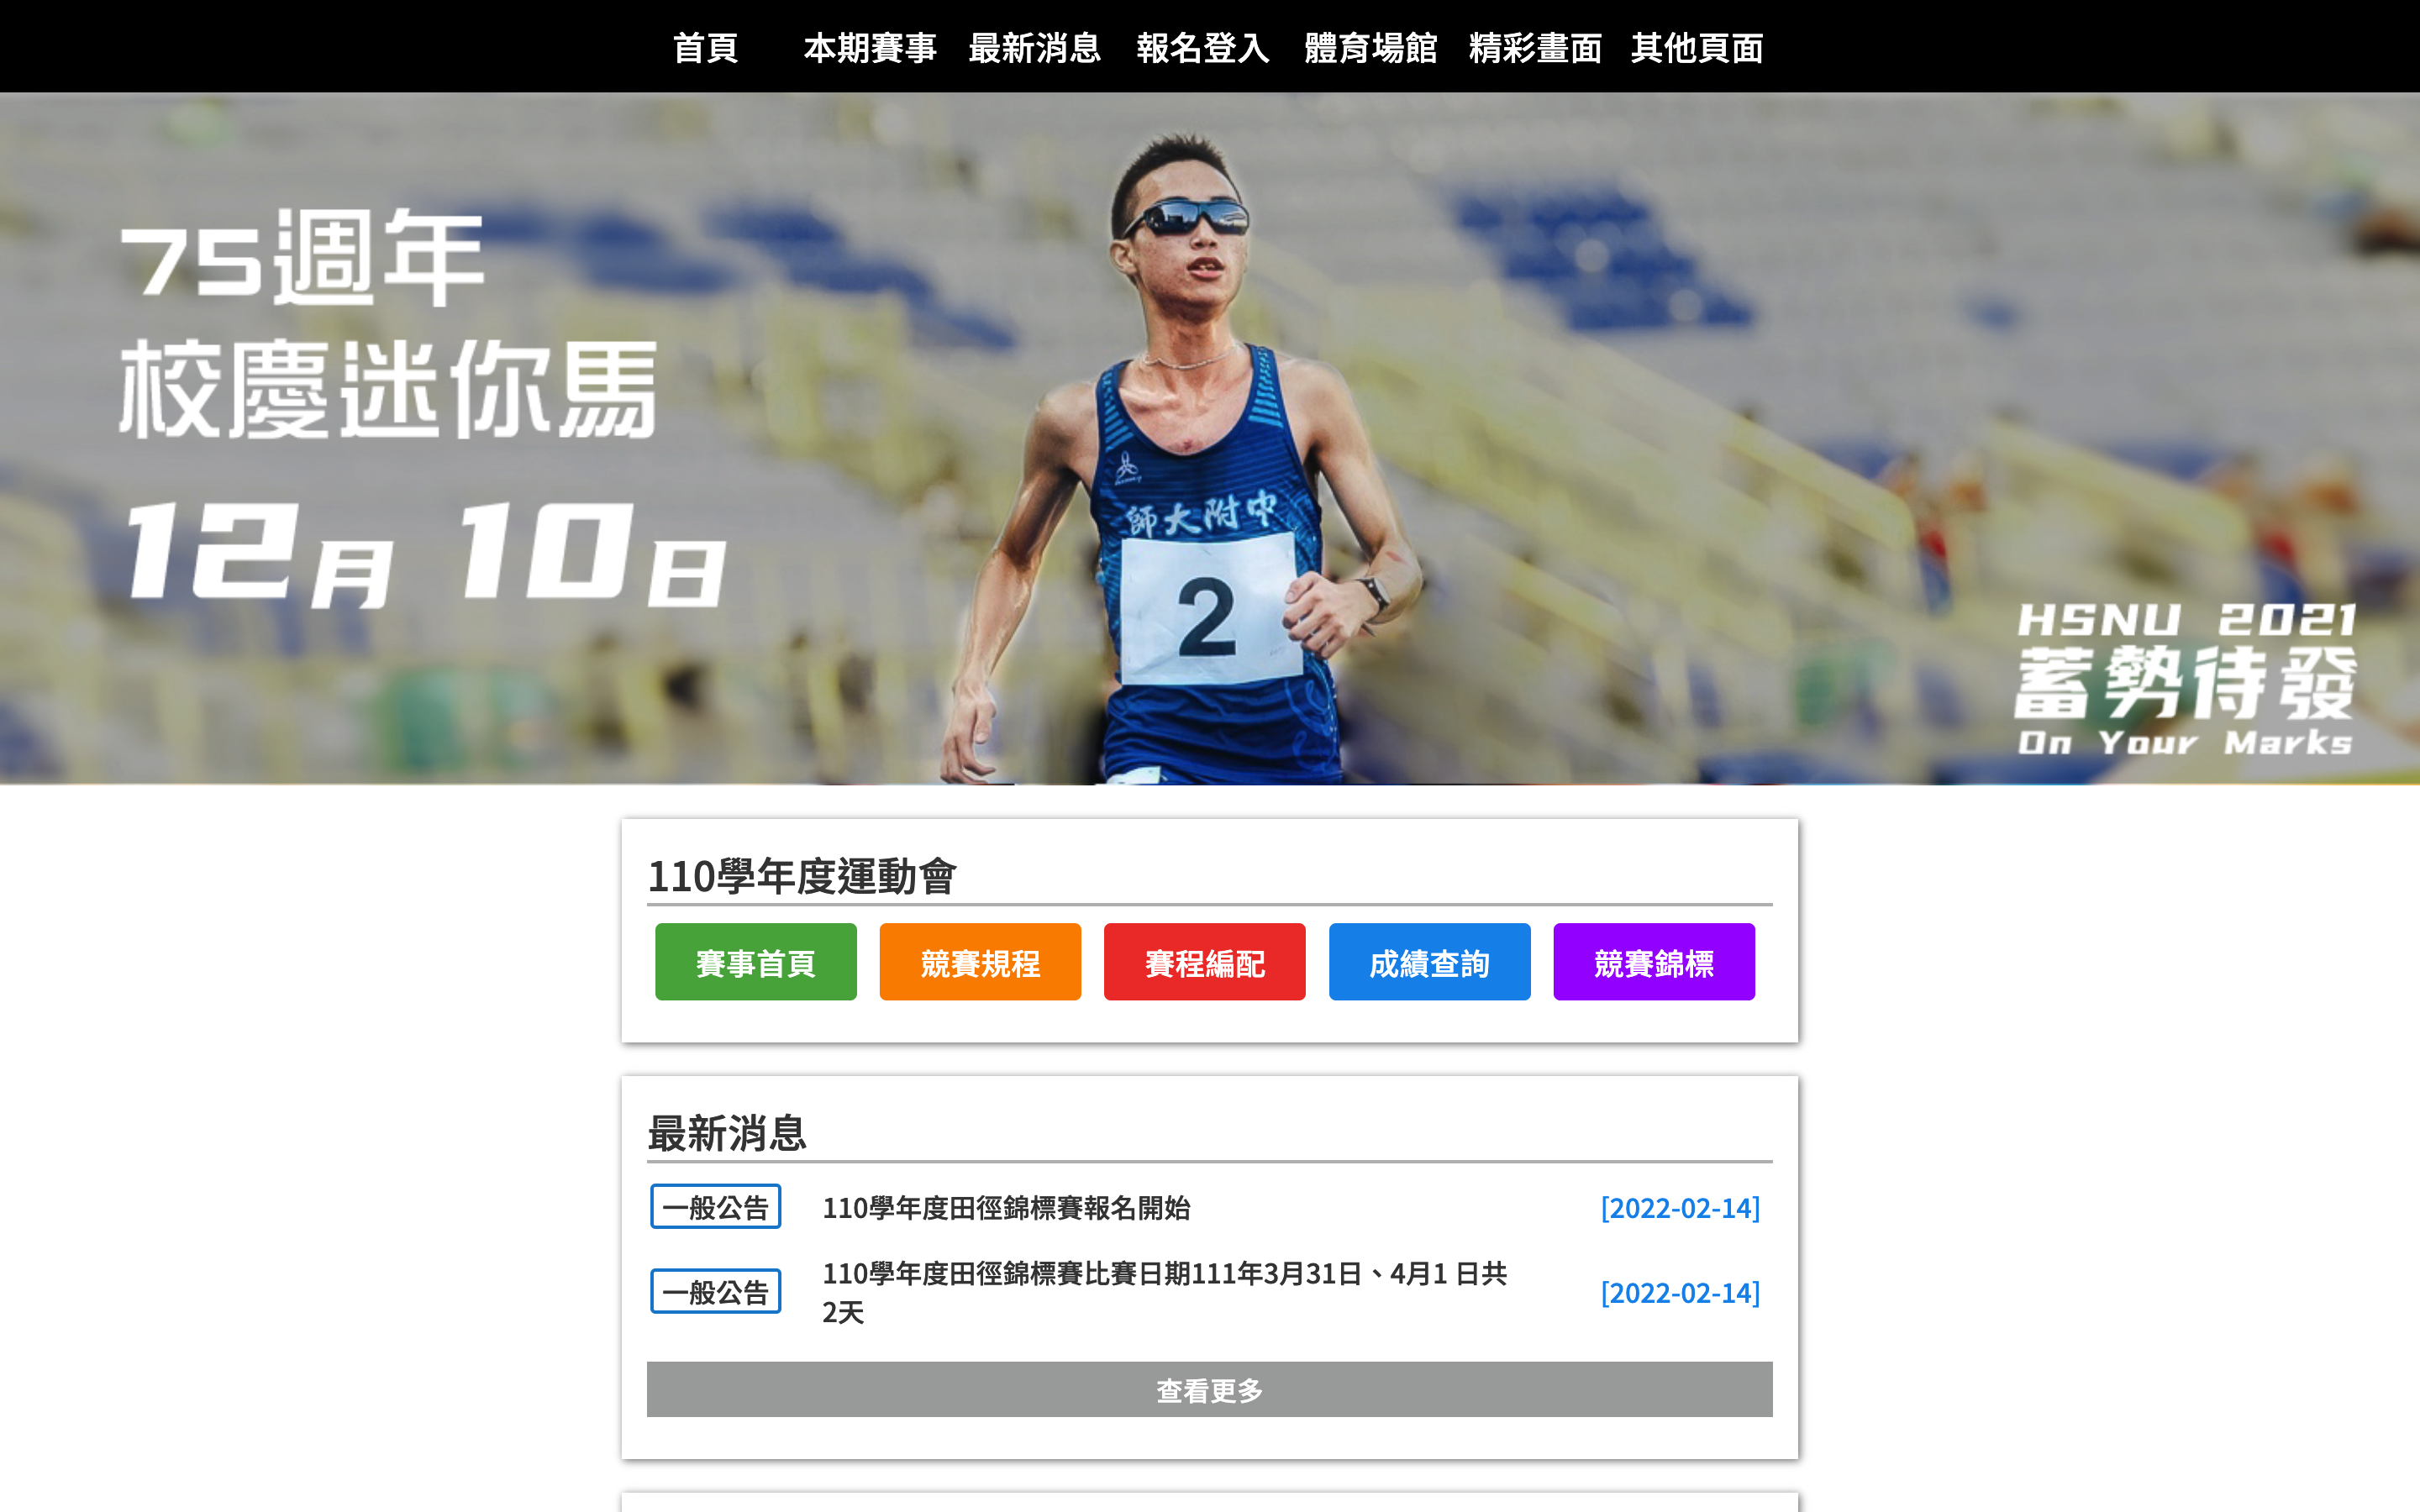 首頁 本期賽事 最新消息 報名登入 體育場館 精彩畫面 其他頁面
75週年
校慶迷你馬
12月 10日
師大附中
2
HSNU 2021
蓄勢待發
On Your Marks
110學年度運動會
賽事首頁 競賽規程 賽程編配 成績查詢 競賽錦標
最新消息
一般公告 110學年度田徑錦標賽報名開始 [2022-02-14]
一般公告 110學年度田徑錦標賽比賽日期111年3月31日、4月1 日共
2天 [2022-02-14]
查看更多